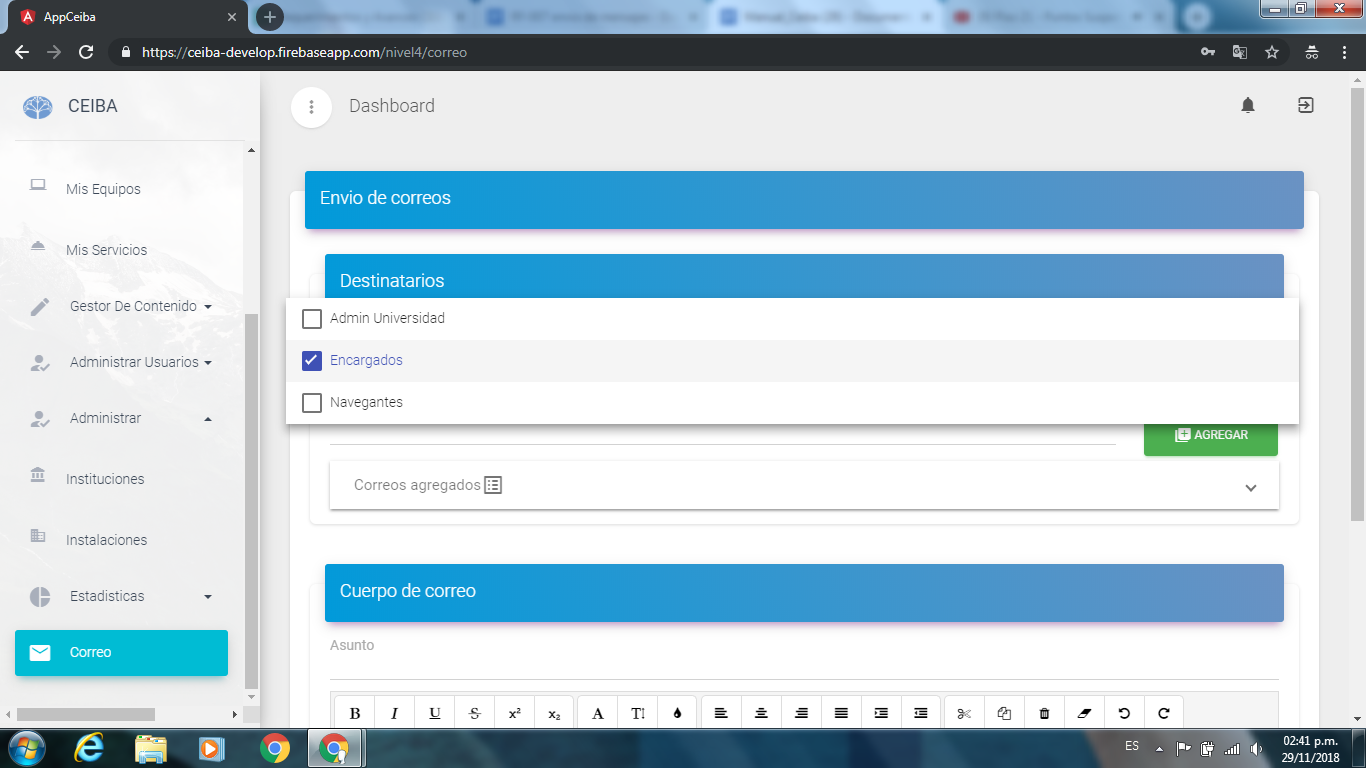 AppCeiba
https://ceiba-develop.firebaseapp.com/nivel4/correo
CEIBA
Dashboard
Mis Equipos
Mis Servicios
Gestor De Contenido
Administrar Usuarios
Administrar
Instituciones
Instalaciones
Estadisticas
Correo
Envio de correos
Destinatarios
Admin Universidad
Encargados
Navegantes
AGREGAR
Correos agregados
Cuerpo de correo
Asunto
B I U S x² x₂ A T
ES
02:41 p.m.
29/11/2018